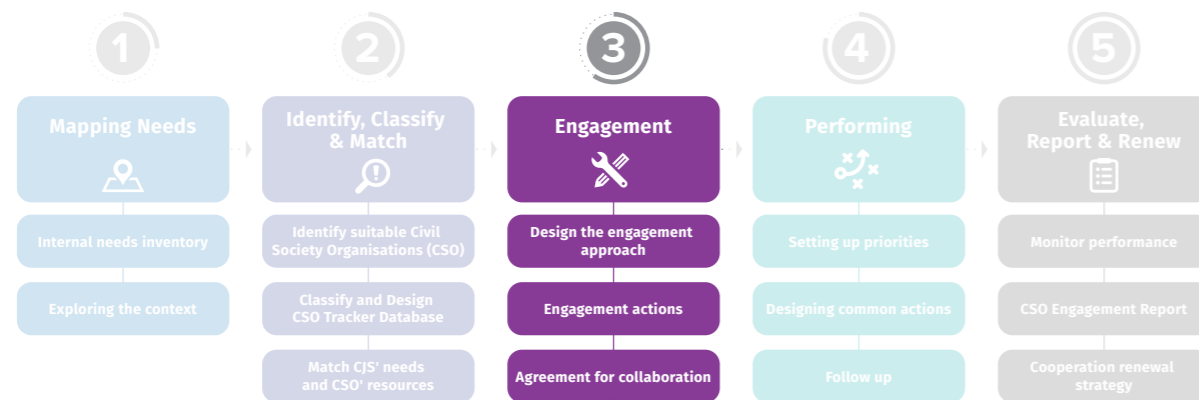 1
Mapping Needs
Internal needs inventory
Exploring the context
2
Identify, Classify
& Match
Identify suitable Civil
Society Organisations (CSO)
Classify and Design
CSO Tracker Database
Match CJS' needs
and CSO' resources
3
Engagement
Design the engagement
approach
Engagement actions
Agreement for collaboration
4
Performing
Setting up priorities
Designing common actions
Follow up
5
Evaluate,
Report & Renew
Monitor performance
CSO Engagement Report
Cooperation renewal
strategy